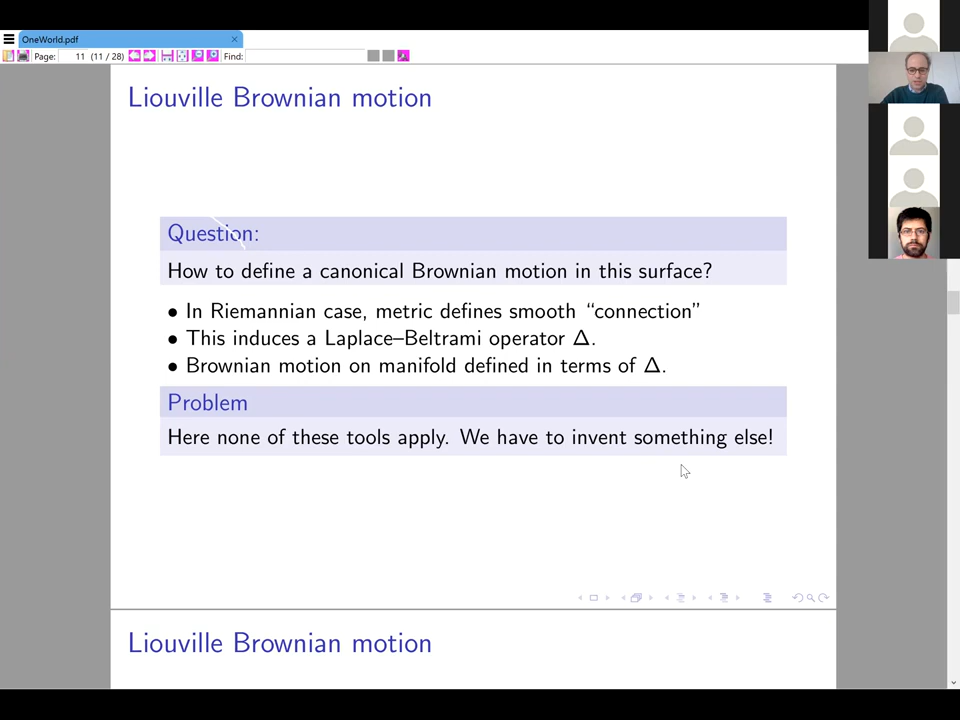 OneWorld.pdf
Page: 11 (11 / 28) Find:
Liouville Brownian motion
Question:
How to define a canonical Brownian motion in this surface?
• In Riemannian case, metric defines smooth “connection”
• This induces a Laplace–Beltrami operator Δ.
• Brownian motion on manifold defined in terms of Δ.
Problem
Here none of these tools apply. We have to invent something else!
Liouville Brownian motion